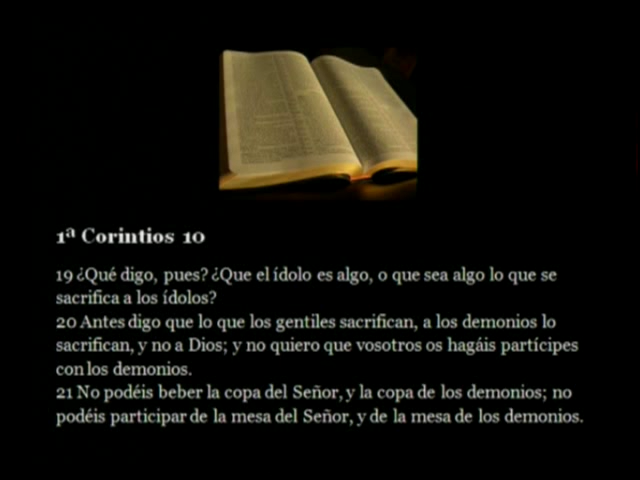 1ª Corintios 10
19 ¿Qué digo, pues? ¿Que el ídolo es algo, o que sea algo lo que se
sacrifica a los ídolos?
20 Antes digo que lo que los gentiles sacrifican, a los demonios lo
sacrifican, y no a Dios; y no quiero que vosotros os hagáis partícipes
con los demonios.
21 No podéis beber la copa del Señor, y la copa de los demonios; no
podéis participar de la mesa del Señor, y de la mesa de los demonios.